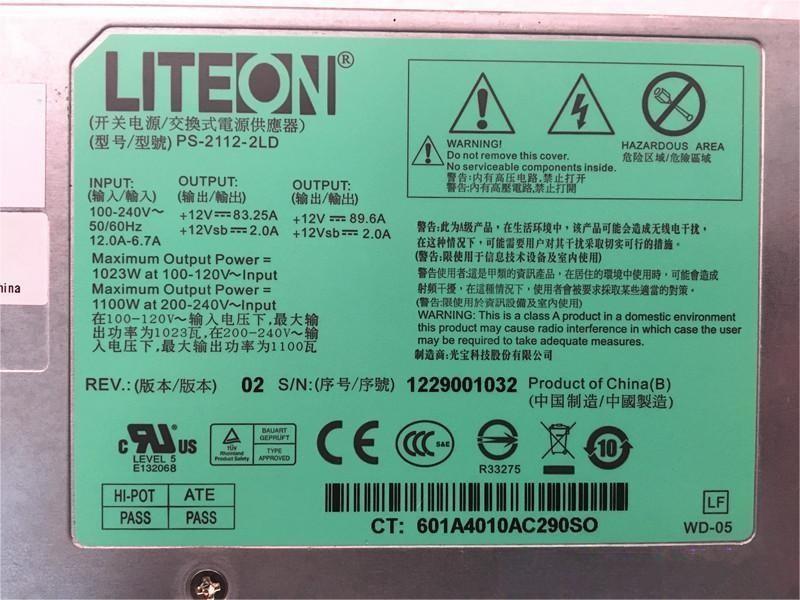 LITEON®
(开关电源/交換式電源供應器)
(型号/型號) PS-2112-2LD
INPUT:
(输入/輸入)
100-240V～
50/60Hz
12.0A-6.7A
OUTPUT:
(输出/輸出)
+12V⎓83.25A
+12Vsb⎓2.0A
OUTPUT:
(输出/輸出)
+12V⎓89.6A
+12Vsb⎓2.0A
Maximum Output Power =
1023W at 100-120V～Input
Maximum Output Power =
1100W at 200-240V～Input
在100-120V～输入电压下,最大输
出功率为1023瓦,在200-240V～输
入电压下,最大输出功率为1100瓦
WARNING!
Do not remove this cover.
No serviceable components inside.
警告:内有高压电路,禁止打开
警告:内有高壓電路,禁止打開
HAZARDOUS AREA
危险区域/危險區域
警告:此为A级产品，在生活环境中，该产品可能会造成无线电干扰，
在这种情况下，可能需要用户对其干扰采取切实可行的措施。
(警告:限使用于信息技术设备及室内使用)
警告使用者:這是甲類的資訊產品，在居住的環境中使用時，可能會造成
射頻干擾，在這種情況下，使用者會被要求採取某些適當的對策。
(警告:限使用於資訊設備及室内使用)
WARNING: This is a class A product in a domestic environment
this product may cause radio interference in which case the user
may be required to take adequate measures.
制造商:光宝科技股份有限公司
REV.:(版本/版本) 02 S/N:(序号/序號) 1229001032 Product of China(B)
(中国制造/中國製造)
c RU US
LEVEL 5
E132068
TÜV
Rheinland
Product Safety
BAUART
GEPRÜFT
TYPE
APPROVED
CE
CCC S&E
R33275
10
HI-POT ATE
PASS PASS
CT: 601A4010AC290SO
LF
WD-05
hina